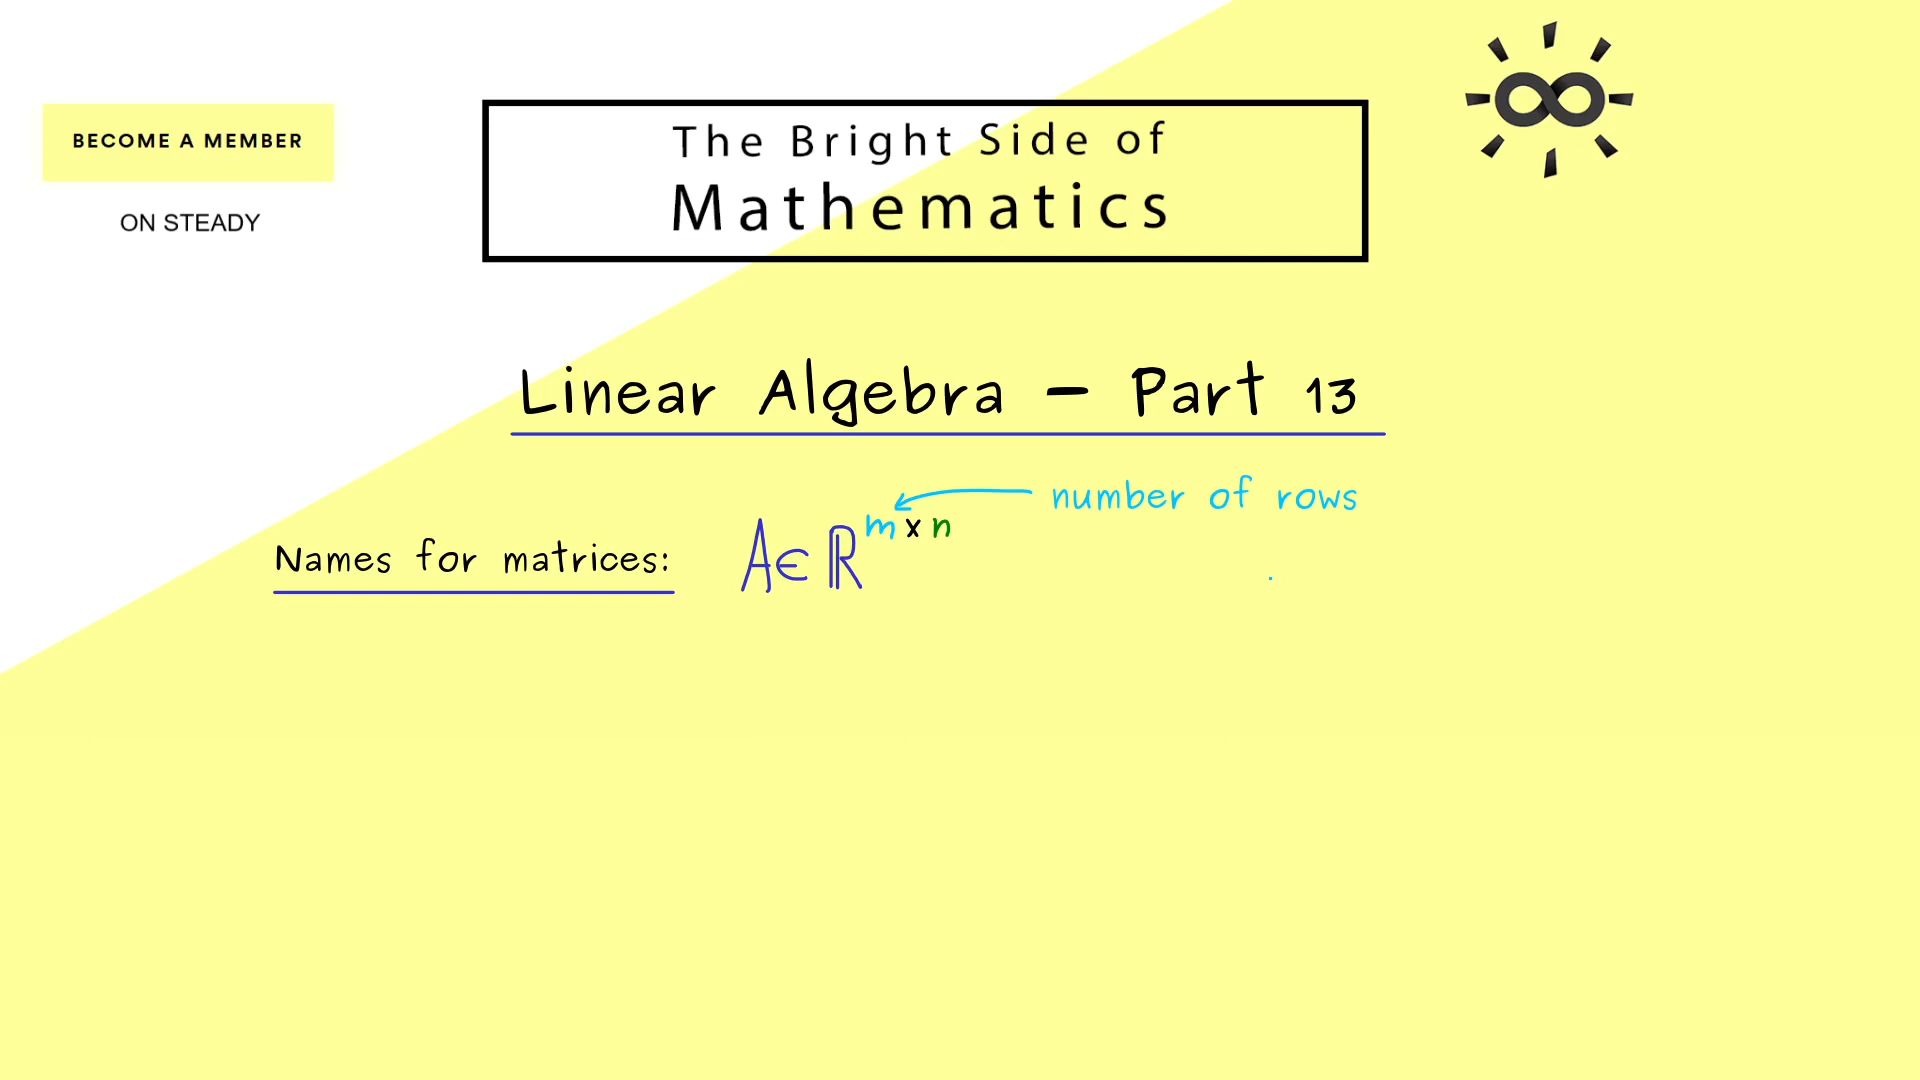 BECOME A MEMBER
ON STEADY
The Bright Side of
Mathematics
Linear Algebra – Part 13
number of rows
Names for matrices: A∈ℝ^{m×n}